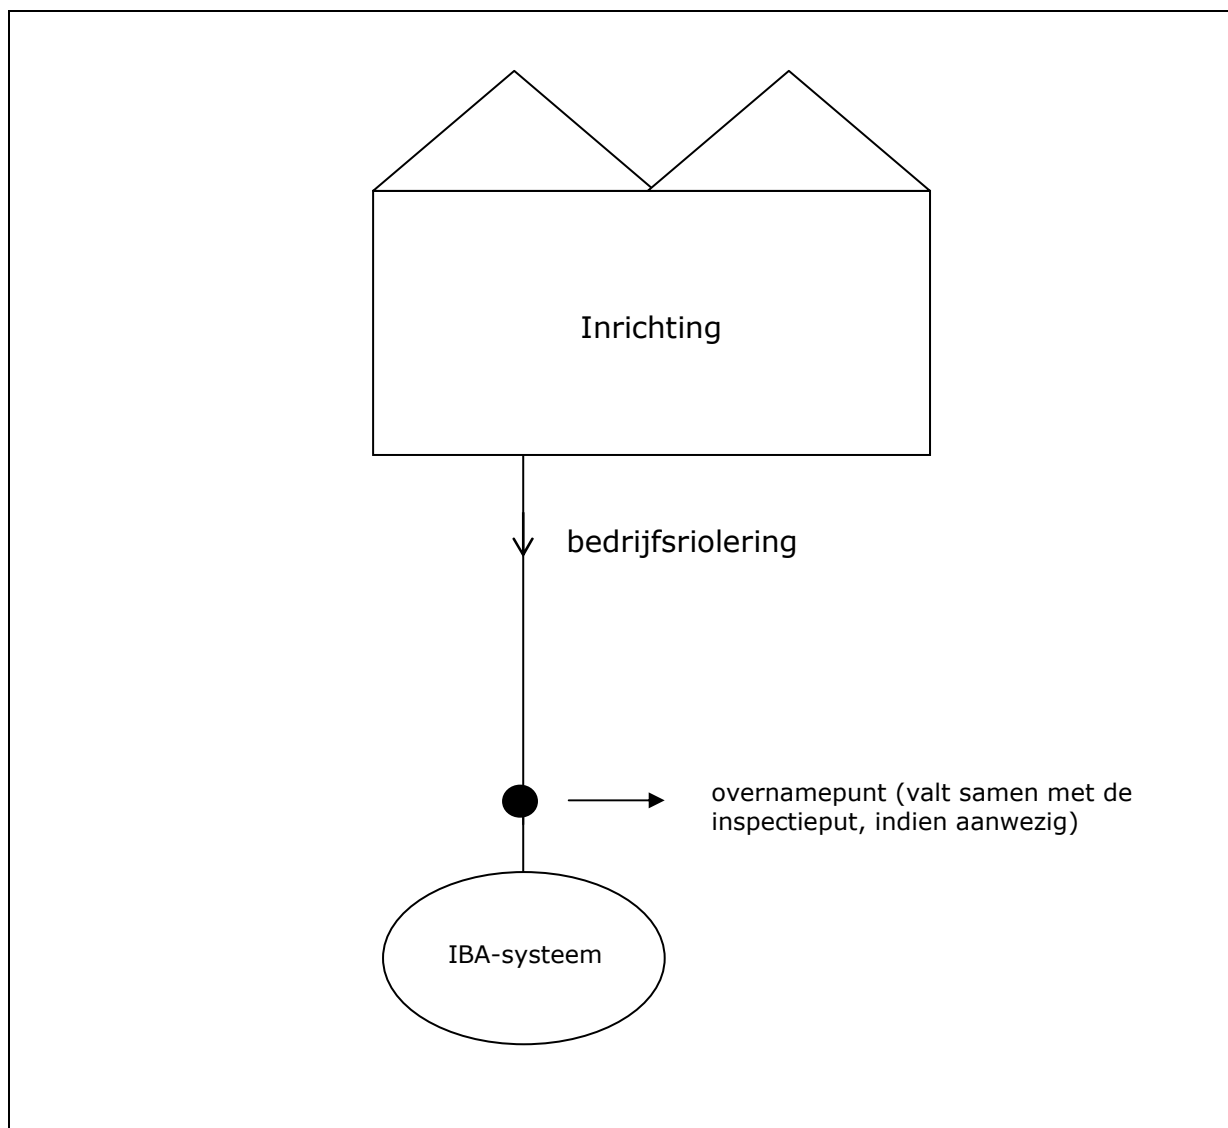 Inrichting
bedrijfsriolering
overnamepunt (valt samen met de
inspectieput, indien aanwezig)
IBA-systeem